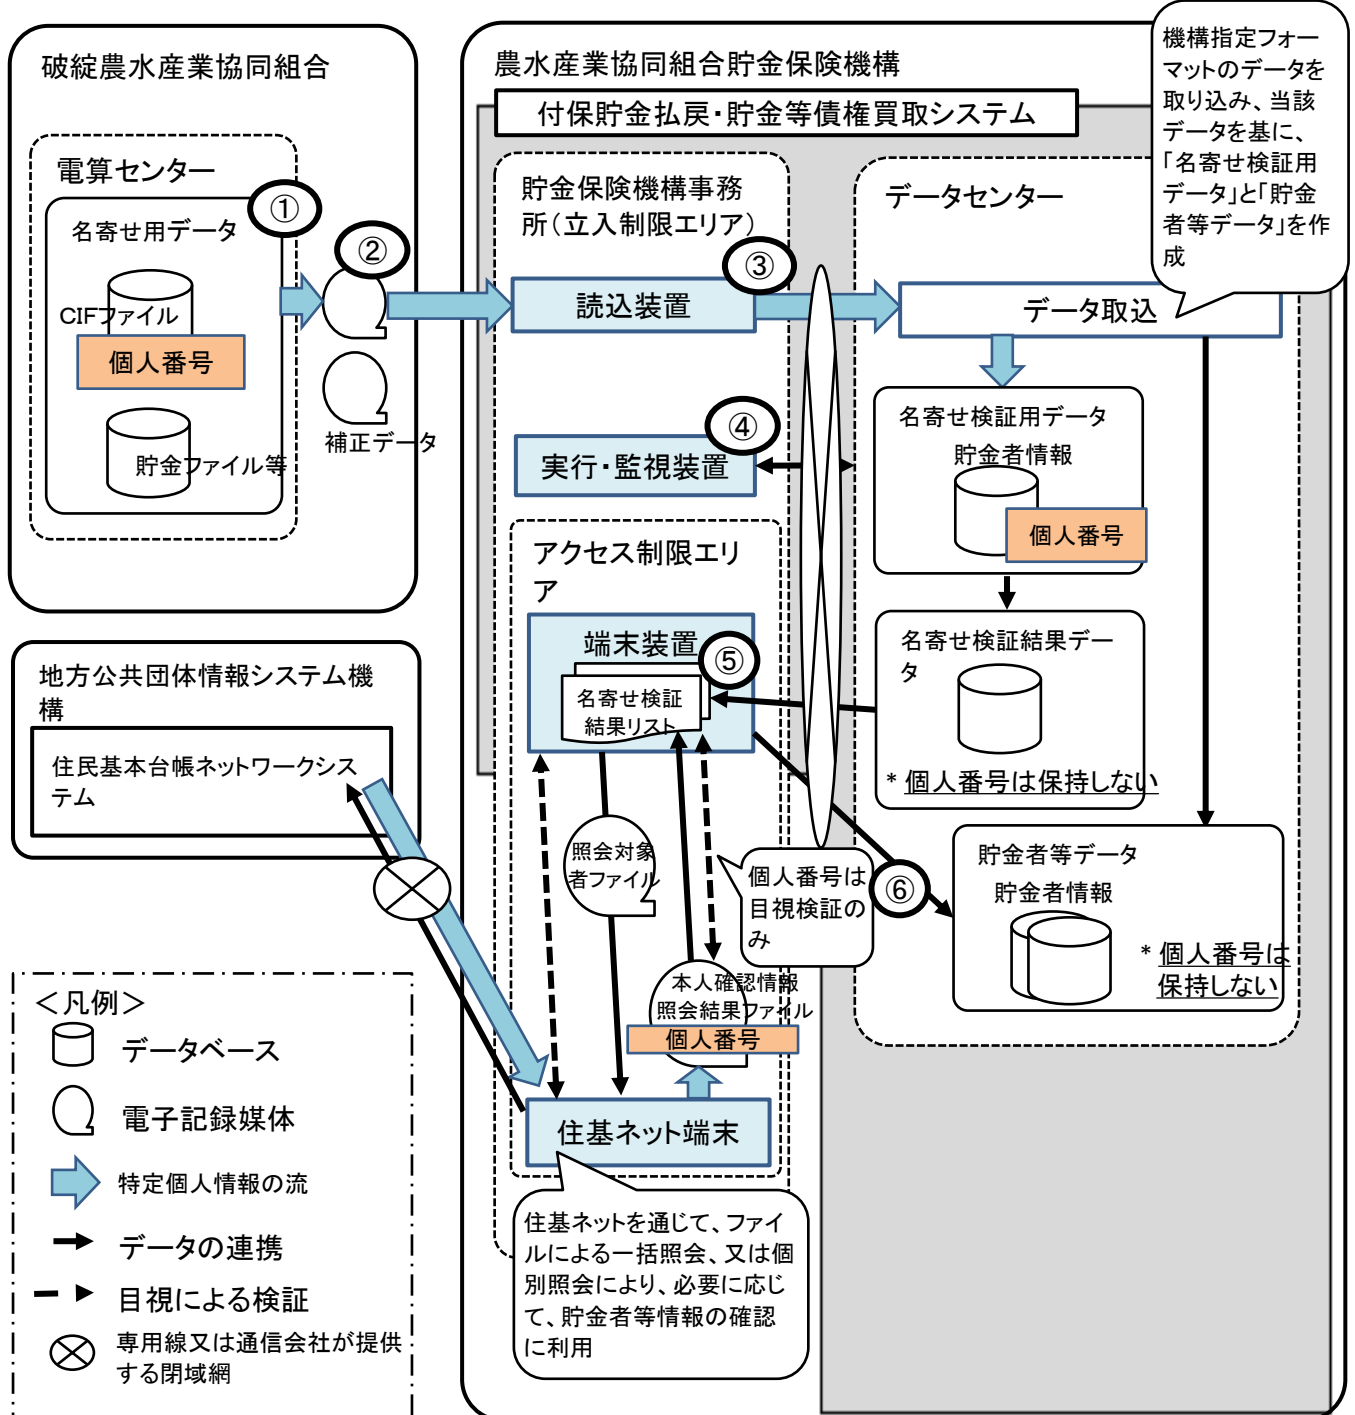 破綻農水産業協同組合
電算センター
①
名寄せ用データ
CIFファイル
個人番号
貯金ファイル等
②
補正データ
農水産業協同組合貯金保険機構
付保貯金払戻・貯金等債権買取システム
貯金保険機構事務
所（立入制限エリア）
③
読込装置
④
実行・監視装置
アクセス制限エリ
ア
端末装置
⑤
名寄せ検証
結果リスト
照会対象
者ファイル
個人番号は
目視検証の
み
本人確認情報
照会結果ファイル
個人番号
住基ネット端末
住基ネットを通じて、ファイ
ルによる一括照会、又は個
別照会により、必要に応じ
て、貯金者等情報の確認
に利用
データセンター
機構指定フォー
マットのデータを
取り込み、当該
データを基に、
「名寄せ検証用
データ」と「貯金
者等データ」を作
成
データ取込
名寄せ検証用データ
貯金者情報
個人番号
名寄せ検証結果デー
タ
* 個人番号は保持しない
⑥
貯金者等データ
貯金者情報
* 個人番号は
保持しない
地方公共団体情報システム機
構
住民基本台帳ネットワークシス
テム
＜凡例＞
データベース
電子記録媒体
特定個人情報の流
データの連携
目視による検証
専用線又は通信会社が提供
する閉域網